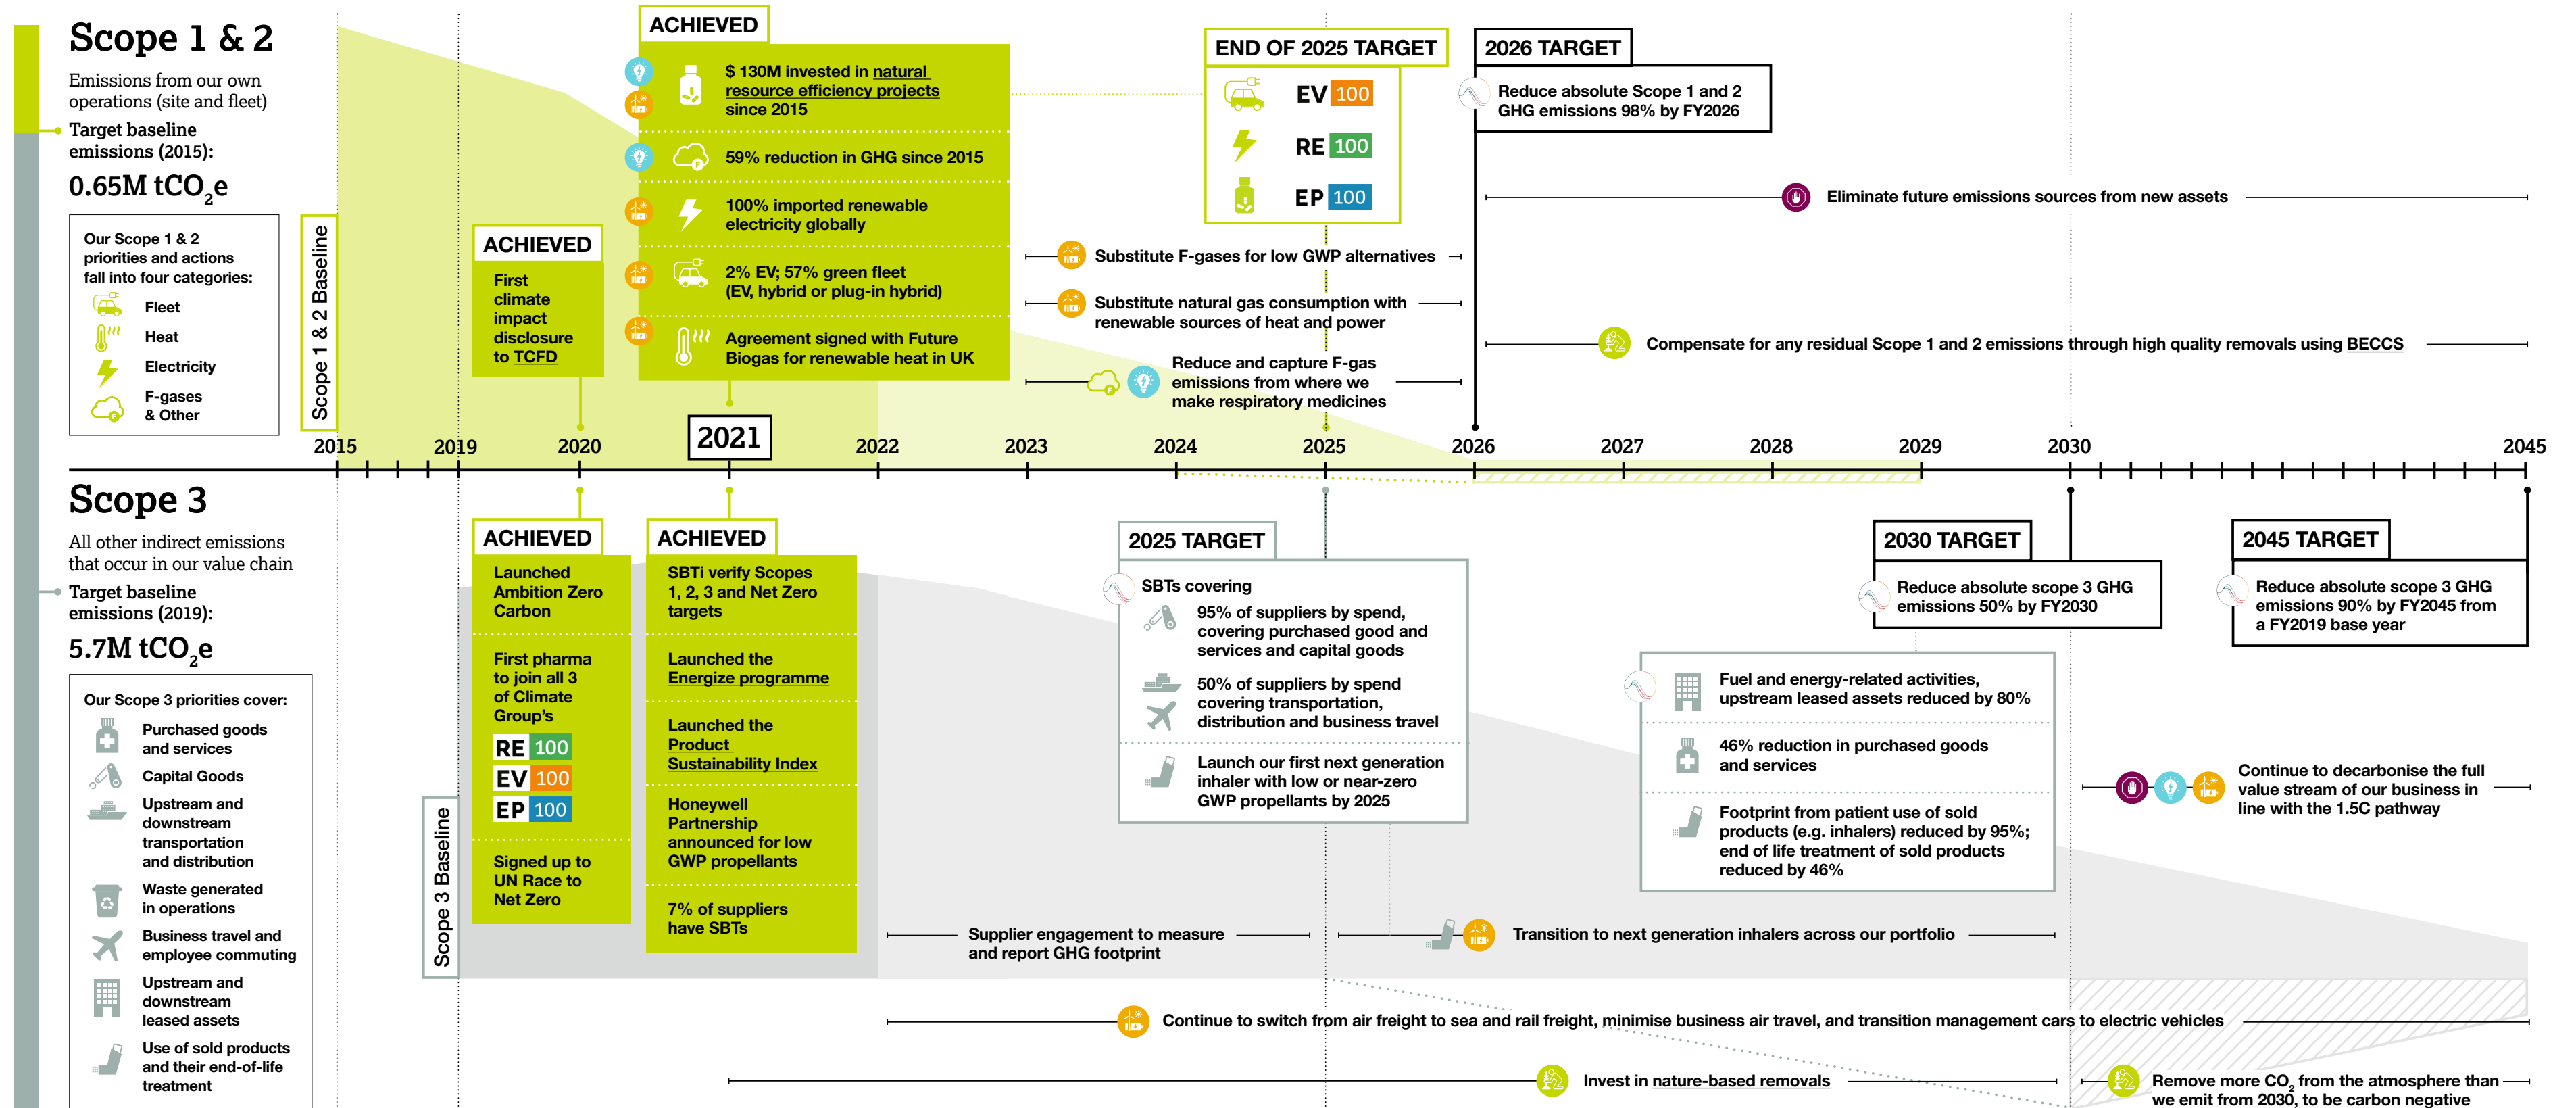 Scope 1 & 2
Emissions from our own
operations (site and fleet)
Target baseline
emissions (2015):
0.65M tCO2e
Our Scope 1 & 2
priorities and actions
fall into four categories:
Fleet
Heat
Electricity
F-gases
& Other
Scope 1 & 2 Baseline
ACHIEVED
First
climate
impact
disclosure
to TCFD
ACHIEVED
$ 130M invested in natural
resource efficiency projects
since 2015
59% reduction in GHG since 2015
100% imported renewable
electricity globally
2% EV; 57% green fleet
(EV, hybrid or plug-in hybrid)
Agreement signed with Future
Biogas for renewable heat in UK
END OF 2025 TARGET
EV 100
RE 100
EP 100
2026 TARGET
Reduce absolute Scope 1 and 2
GHG emissions 98% by FY2026
Eliminate future emissions sources from new assets
Substitute F-gases for low GWP alternatives
Substitute natural gas consumption with
renewable sources of heat and power
Reduce and capture F-gas
emissions from where we
make respiratory medicines
Compensate for any residual Scope 1 and 2 emissions through high quality removals using BECCS
2015 2019 2020 2021 2022 2023 2024 2025 2026 2027 2028 2029 2030 2045
Scope 3
All other indirect emissions
that occur in our value chain
Target baseline
emissions (2019):
5.7M tCO2e
Our Scope 3 priorities cover:
Purchased goods
and services
Capital Goods
Upstream and
downstream
transportation
and distribution
Waste generated
in operations
Business travel and
employee commuting
Upstream and
downstream
leased assets
Use of sold products
and their end-of-life
treatment
Scope 3 Baseline
ACHIEVED
Launched
Ambition Zero
Carbon
First pharma
to join all 3
of Climate
Group's
RE 100
EV 100
EP 100
Signed up to
UN Race to
Net Zero
ACHIEVED
SBTi verify Scopes
1, 2, 3 and Net Zero
targets
Launched the
Energize programme
Launched the
Product
Sustainability Index
Honeywell
Partnership
announced for low
GWP propellants
7% of suppliers
have SBTs
2025 TARGET
SBTs covering
95% of suppliers by spend,
covering purchased good and
services and capital goods
50% of suppliers by spend
covering transportation,
distribution and business travel
Launch our first next generation
inhaler with low or near-zero
GWP propellants by 2025
2030 TARGET
Reduce absolute scope 3 GHG
emissions 50% by FY2030
Fuel and energy-related activities,
upstream leased assets reduced by 80%
46% reduction in purchased goods
and services
Footprint from patient use of sold
products (e.g. inhalers) reduced by 95%;
end of life treatment of sold products
reduced by 46%
2045 TARGET
Reduce absolute scope 3 GHG
emissions 90% by FY2045 from
a FY2019 base year
Continue to decarbonise the full
value stream of our business in
line with the 1.5C pathway
Supplier engagement to measure
and report GHG footprint
Transition to next generation inhalers across our portfolio
Continue to switch from air freight to sea and rail freight, minimise business air travel, and transition management cars to electric vehicles
Invest in nature-based removals
Remove more CO2 from the atmosphere than
we emit from 2030, to be carbon negative